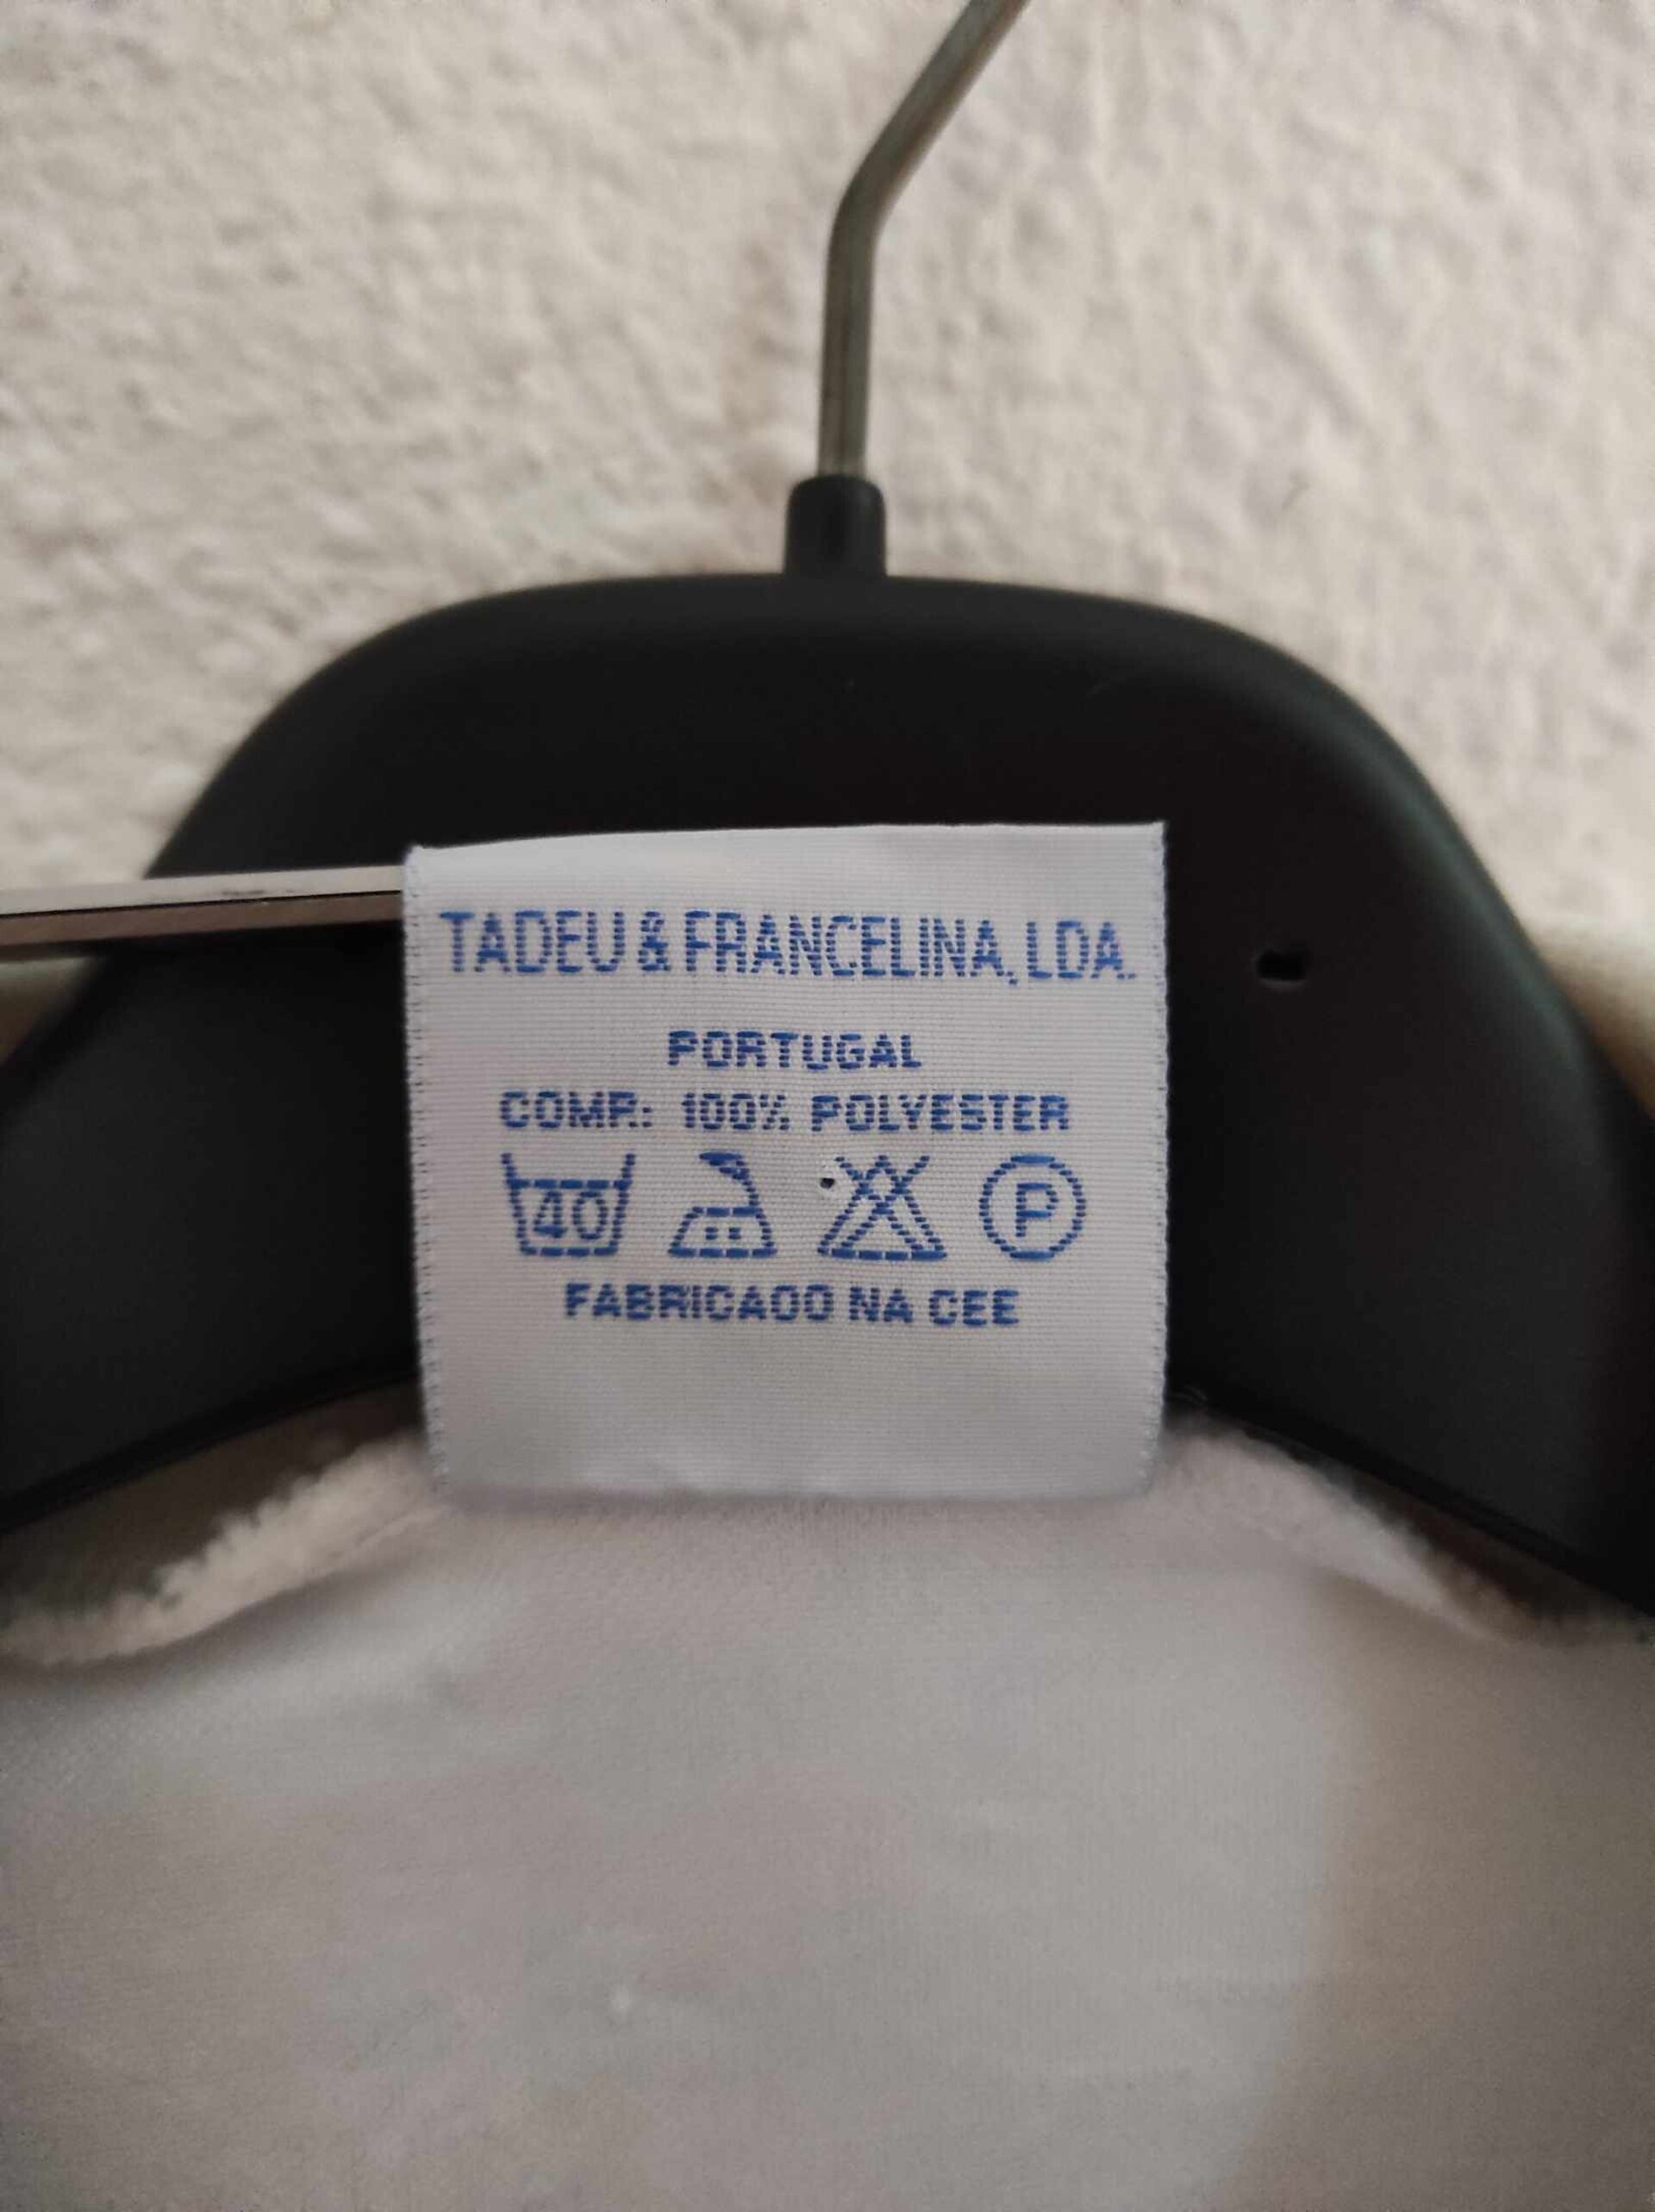 TADEU & FRANCELINA, LDA.
PORTUGAL
COMP.: 100% POLYESTER
40 P
FABRICADO NA CEE